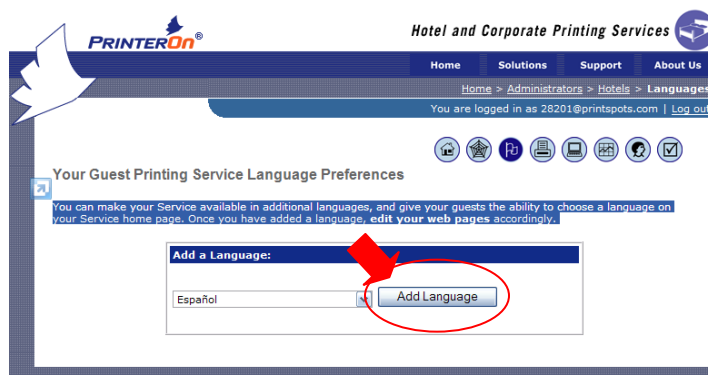 PRINTERON®
Hotel and Corporate Printing Services
Home Solutions Support About Us
Home > Administrators > Hotels > Languages
You are logged in as 28201@printspots.com | Log out
Your Guest Printing Service Language Preferences
You can make your Service available in additional languages, and give your guests the ability to choose a language on
your Service home page. Once you have added a language, edit your web pages accordingly.
Add a Language:
Español Add Language